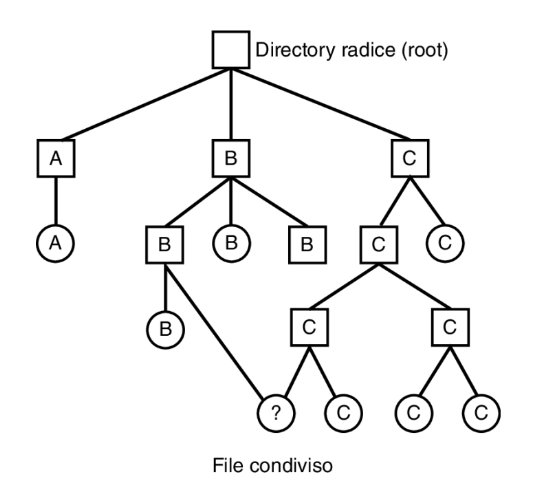 Directory radice (root)
A B C
A B B B C C
B C C
? C C C
File condiviso